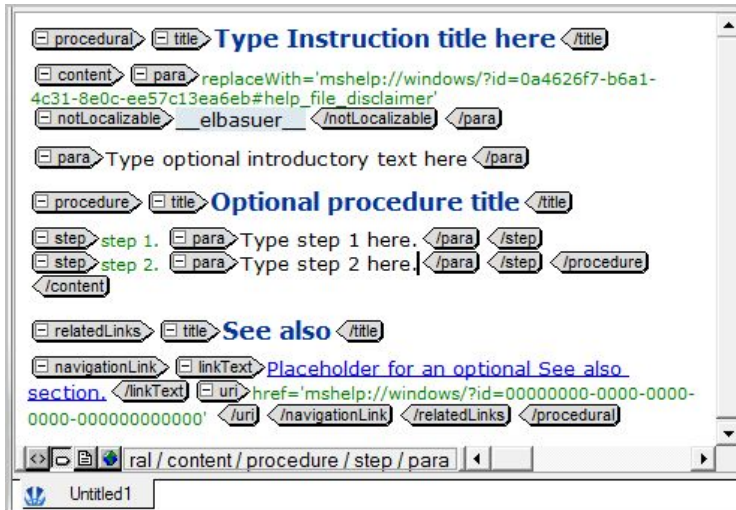 procedural title Type Instruction title here /title
content para replaceWith='mshelp://windows/?id=0a4626f7-b6a1-
4c31-8e0c-ee57c13ea6eb#help_file_disclaimer'
notLocalizable __elbasuer__ /notLocalizable /para
para Type optional introductory text here /para
procedure title Optional procedure title /title
step step 1. para Type step 1 here. /para /step
step step 2. para Type step 2 here. /para /step /procedure
/content
relatedLinks title See also /title
navigationLink linkText Placeholder for an optional See also
section. /linkText uri href='mshelp://windows/?id=00000000-0000-0000-
0000-000000000000' /uri /navigationLink /relatedLinks /procedural
ral / content / procedure / step / para
Untitled1